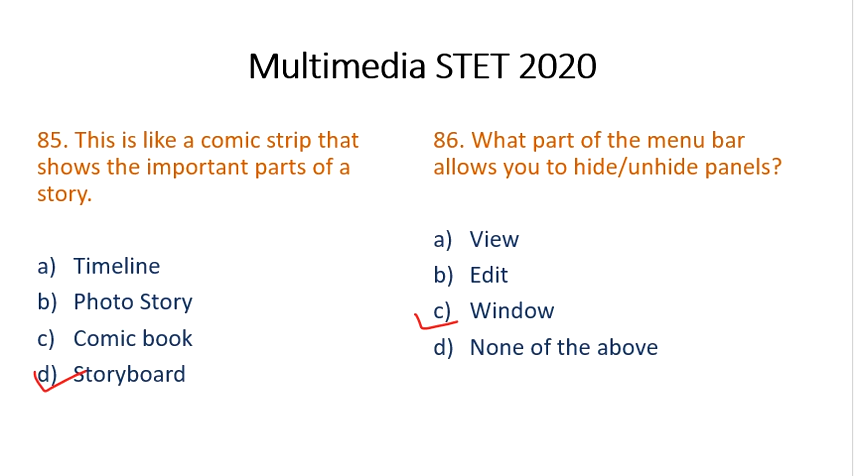 Multimedia STET 2020
85. This is like a comic strip that
shows the important parts of a
story.
a) Timeline
b) Photo Story
c) Comic book
d) Storyboard
86. What part of the menu bar
allows you to hide/unhide panels?
a) View
b) Edit
c) Window
d) None of the above